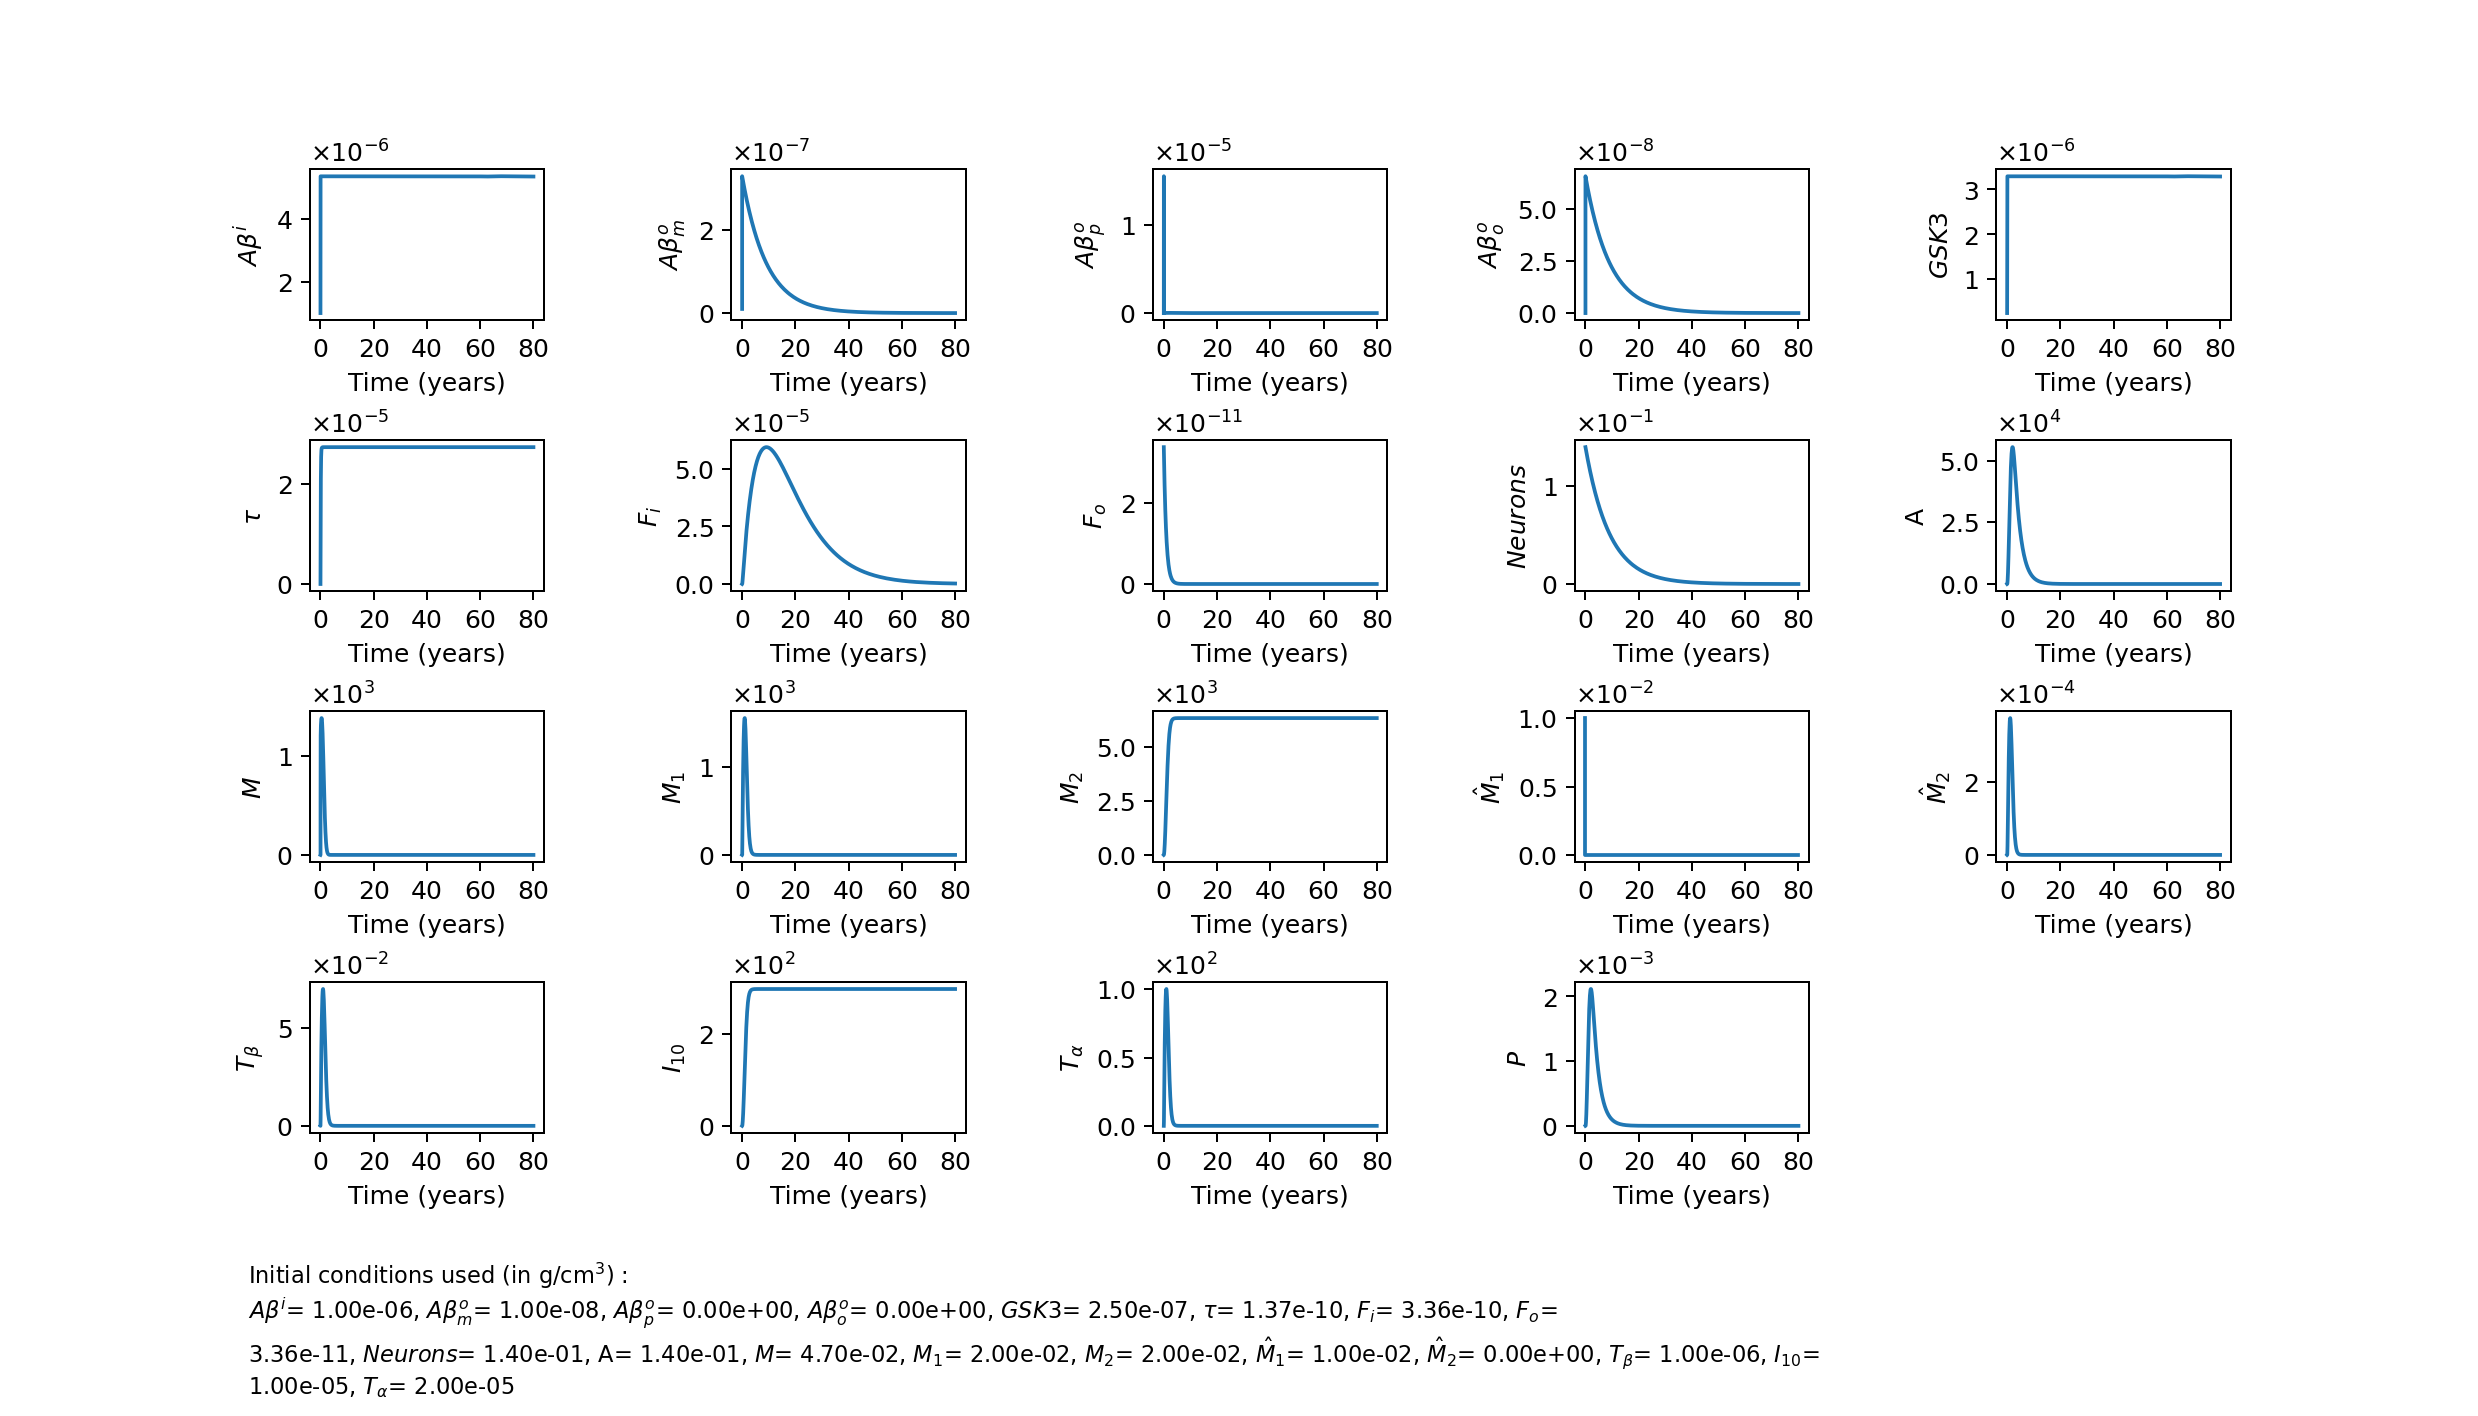 ×10⁻⁶ ×10⁻⁷ ×10⁻⁵ ×10⁻⁸ ×10⁻⁶
Aβⁱ 4 2
Aβₘᵒ 2 0
Aβₚᵒ 1 0
Aβₒᵒ 5.0 2.5 0.0
GSK3 3 2 1
0 20 40 60 80 0 20 40 60 80 0 20 40 60 80 0 20 40 60 80 0 20 40 60 80
Time (years) Time (years) Time (years) Time (years) Time (years)
×10⁻⁵ ×10⁻⁵ ×10⁻¹¹ ×10⁻¹ ×10⁴
τ 2 0
Fᵢ 5.0 2.5 0.0
Fₒ 2 0
Neurons 1 0
A 5.0 2.5 0.0
0 20 40 60 80 0 20 40 60 80 0 20 40 60 80 0 20 40 60 80 0 20 40 60 80
Time (years) Time (years) Time (years) Time (years) Time (years)
×10³ ×10³ ×10³ ×10⁻² ×10⁻⁴
M 1 0
M₁ 1 0
M₂ 5.0 2.5 0.0
M̂₁ 1.0 0.5 0.0
M̂₂ 2 0
0 20 40 60 80 0 20 40 60 80 0 20 40 60 80 0 20 40 60 80 0 20 40 60 80
Time (years) Time (years) Time (years) Time (years) Time (years)
×10⁻² ×10² ×10² ×10⁻³
Tᵦ 5 0
I₁₀ 2 0
Tα 1.0 0.5 0.0
P 2 1 0
0 20 40 60 80 0 20 40 60 80 0 20 40 60 80 0 20 40 60 80
Time (years) Time (years) Time (years) Time (years)
Initial conditions used (in g/cm³) :
Aβⁱ= 1.00e-06, Aβₘᵒ= 1.00e-08, Aβₚᵒ= 0.00e+00, Aβₒᵒ= 0.00e+00, GSK3= 2.50e-07, τ= 1.37e-10, Fᵢ= 3.36e-10, Fₒ=
3.36e-11, Neurons= 1.40e-01, A= 1.40e-01, M= 4.70e-02, M₁= 2.00e-02, M₂= 2.00e-02, M̂₁= 1.00e-02, M̂₂= 0.00e+00, Tᵦ= 1.00e-06, I₁₀=
1.00e-05, Tα= 2.00e-05